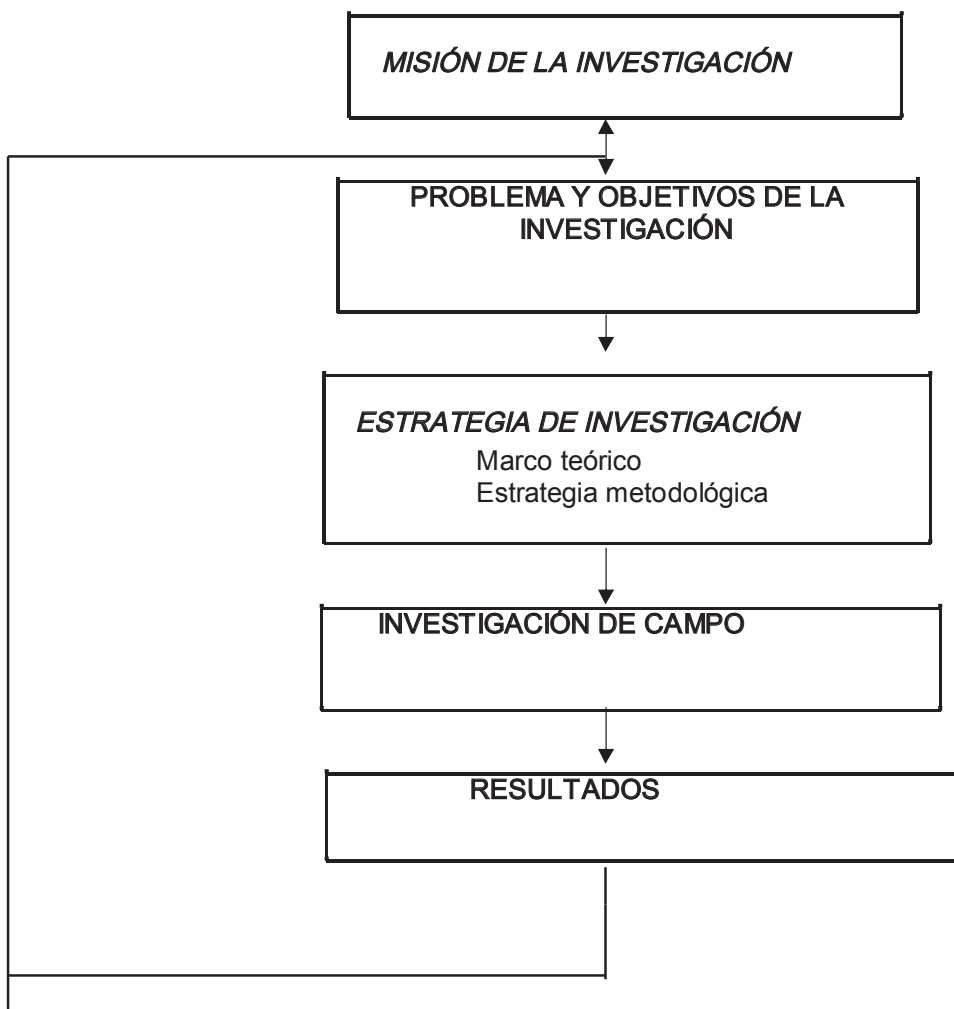 MISIÓN DE LA INVESTIGACIÓN
PROBLEMA Y OBJETIVOS DE LA
INVESTIGACIÓN
ESTRATEGIA DE INVESTIGACIÓN
Marco teórico
Estrategia metodológica
INVESTIGACIÓN DE CAMPO
RESULTADOS